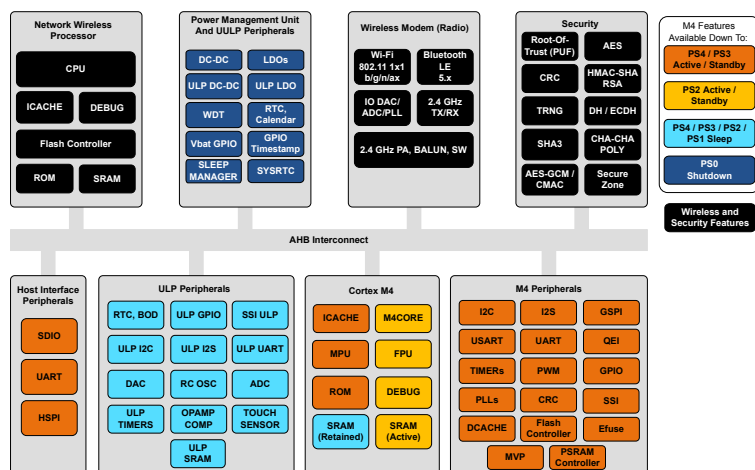 Network Wireless
Processor
CPU
ICACHE
DEBUG
Flash Controller
ROM
SRAM
Power Management Unit
And UULP Peripherals
DC-DC
LDOs
ULP DC-DC
ULP LDO
WDT
RTC,
Calendar
Vbat GPIO
GPIO
Timestamp
SLEEP
MANAGER
SYSRTC
Wireless Modem (Radio)
Wi-Fi
802.11 1x1
b/g/n/ax
Bluetooth
LE
5.x
IO DAC/
ADC/PLL
2.4 GHz
TX/RX
2.4 GHz PA, BALUN, SW
Security
Root-Of-
Trust (PUF)
AES
CRC
HMAC-SHA
RSA
TRNG
DH / ECDH
SHA3
CHA-CHA
POLY
AES-GCM /
CMAC
Secure
Zone
M4 Features
Available Down To:
PS4 / PS3
Active / Standby
PS2 Active /
Standby
PS4 / PS3 / PS2 /
PS1 Sleep
PS0
Shutdown
Wireless and
Security Features
AHB Interconnect
Host Interface
Peripherals
SDIO
UART
HSPI
ULP Peripherals
RTC, BOD
ULP GPIO
SSI ULP
ULP I2C
ULP I2S
ULP UART
DAC
RC OSC
ADC
ULP
TIMERS
OPAMP
COMP
TOUCH
SENSOR
ULP
SRAM
Cortex M4
ICACHE
M4CORE
MPU
FPU
ROM
DEBUG
SRAM
(Retained)
SRAM
(Active)
M4 Peripherals
I2C
I2S
GSPI
USART
UART
QEI
TIMERs
PWM
GPIO
PLLs
CRC
SSI
DCACHE
Flash
Controller
Efuse
MVP
PSRAM
Controller